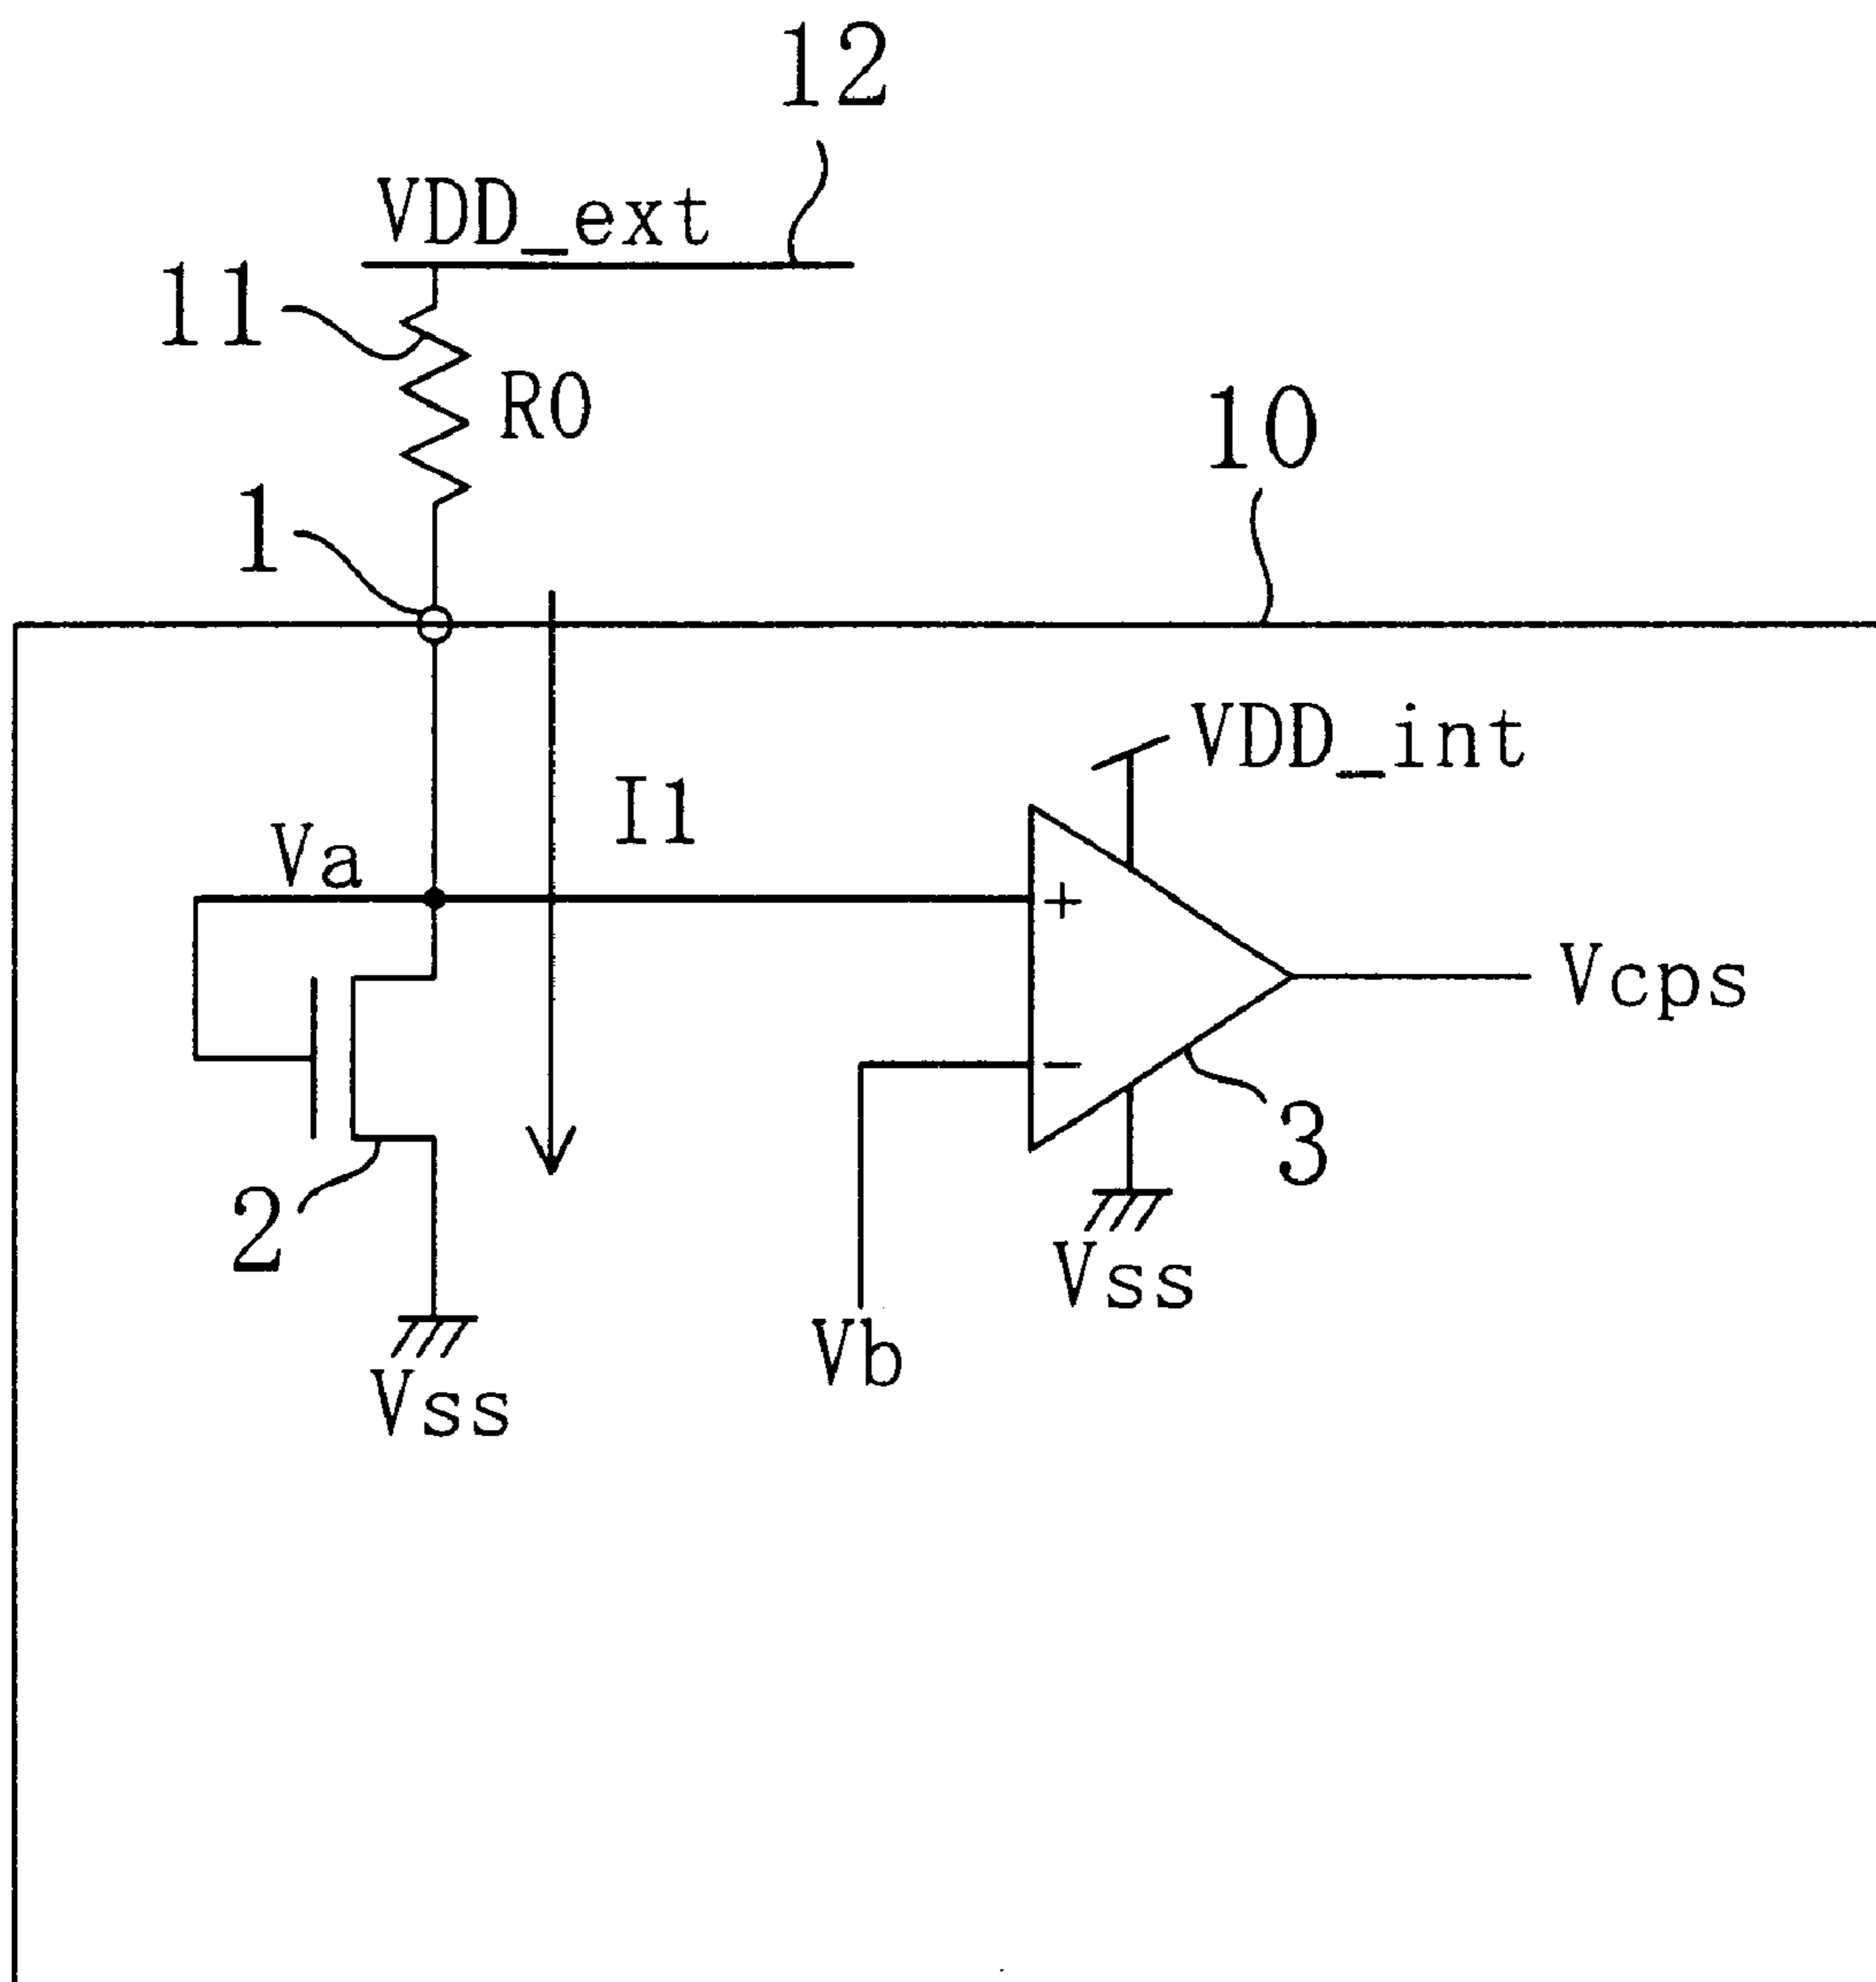 12
VDD_ext
11
R0
10
1
VDD_int
I1
Va
+
Vcps
−
3
2
Vss
Vb
Vss